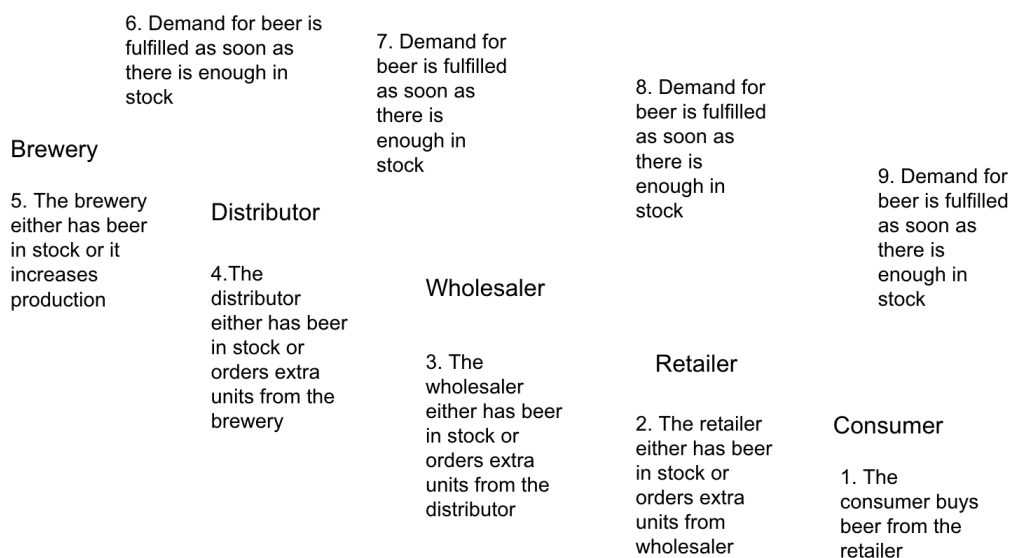 6. Demand for beer is
fulfilled as soon as
there is enough in
stock
7. Demand for
beer is fulfilled
as soon as
there is
enough in
stock
8. Demand for
beer is fulfilled
as soon as
there is
enough in
stock
9. Demand for
beer is fulfilled
as soon as
there is
enough in
stock
Brewery
5. The brewery
either has beer
in stock or it
increases
production
Distributor
4.The
distributor
either has beer
in stock or
orders extra
units from the
brewery
Wholesaler
3. The
wholesaler
either has beer
in stock or
orders extra
units from the
distributor
Retailer
2. The retailer
either has beer
in stock or
orders extra
units from
wholesaler
Consumer
1. The
consumer buys
beer from the
retailer